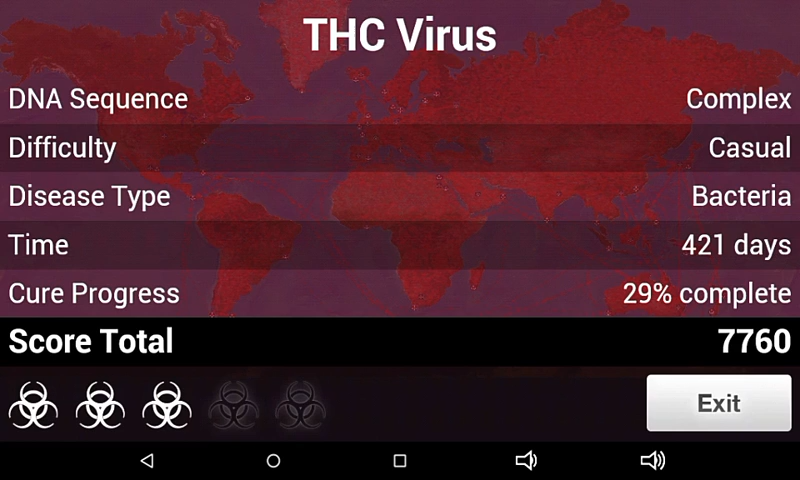 THC Virus
DNA Sequence Complex
Difficulty Casual
Disease Type Bacteria
Time 421 days
Cure Progress 29% complete
Score Total 7760
Exit